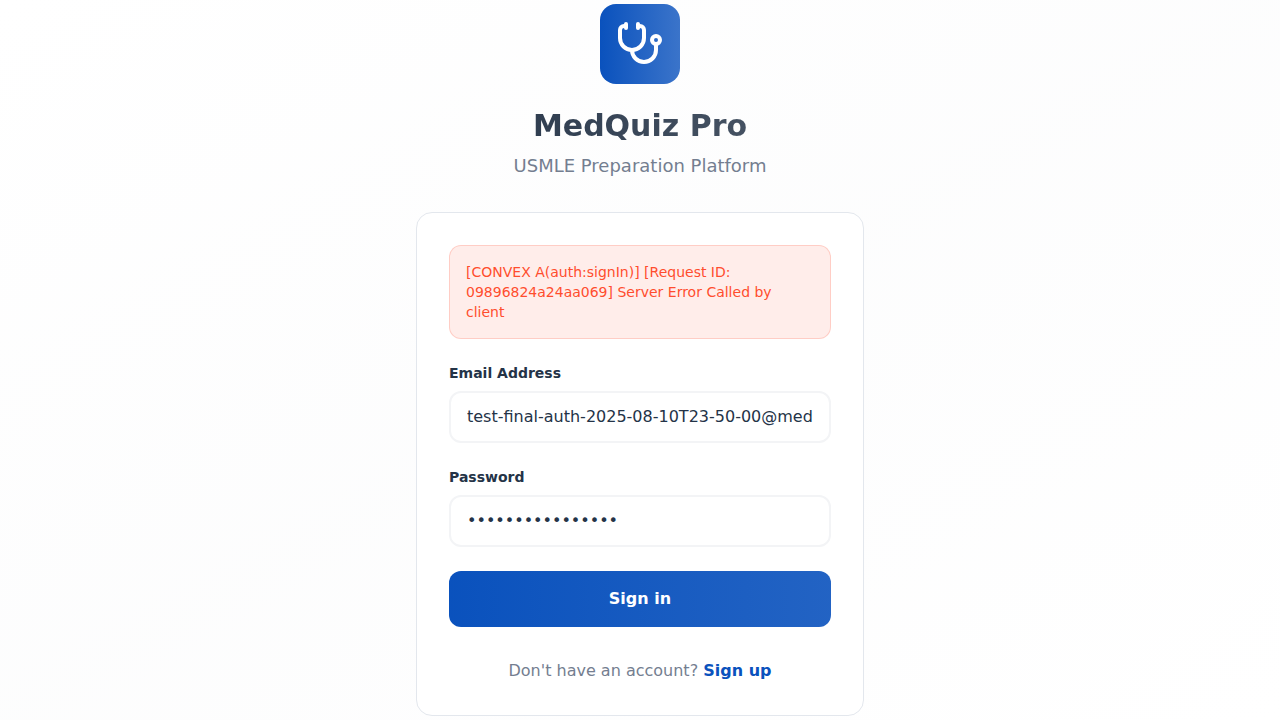 MedQuiz Pro
USMLE Preparation Platform
[CONVEX A(auth:signIn)] [Request ID:
09896824a24aa069] Server Error Called by
client
Email Address
test-final-auth-2025-08-10T23-50-00@med
Password
••••••••••••••••
Sign in
Don't have an account? Sign up